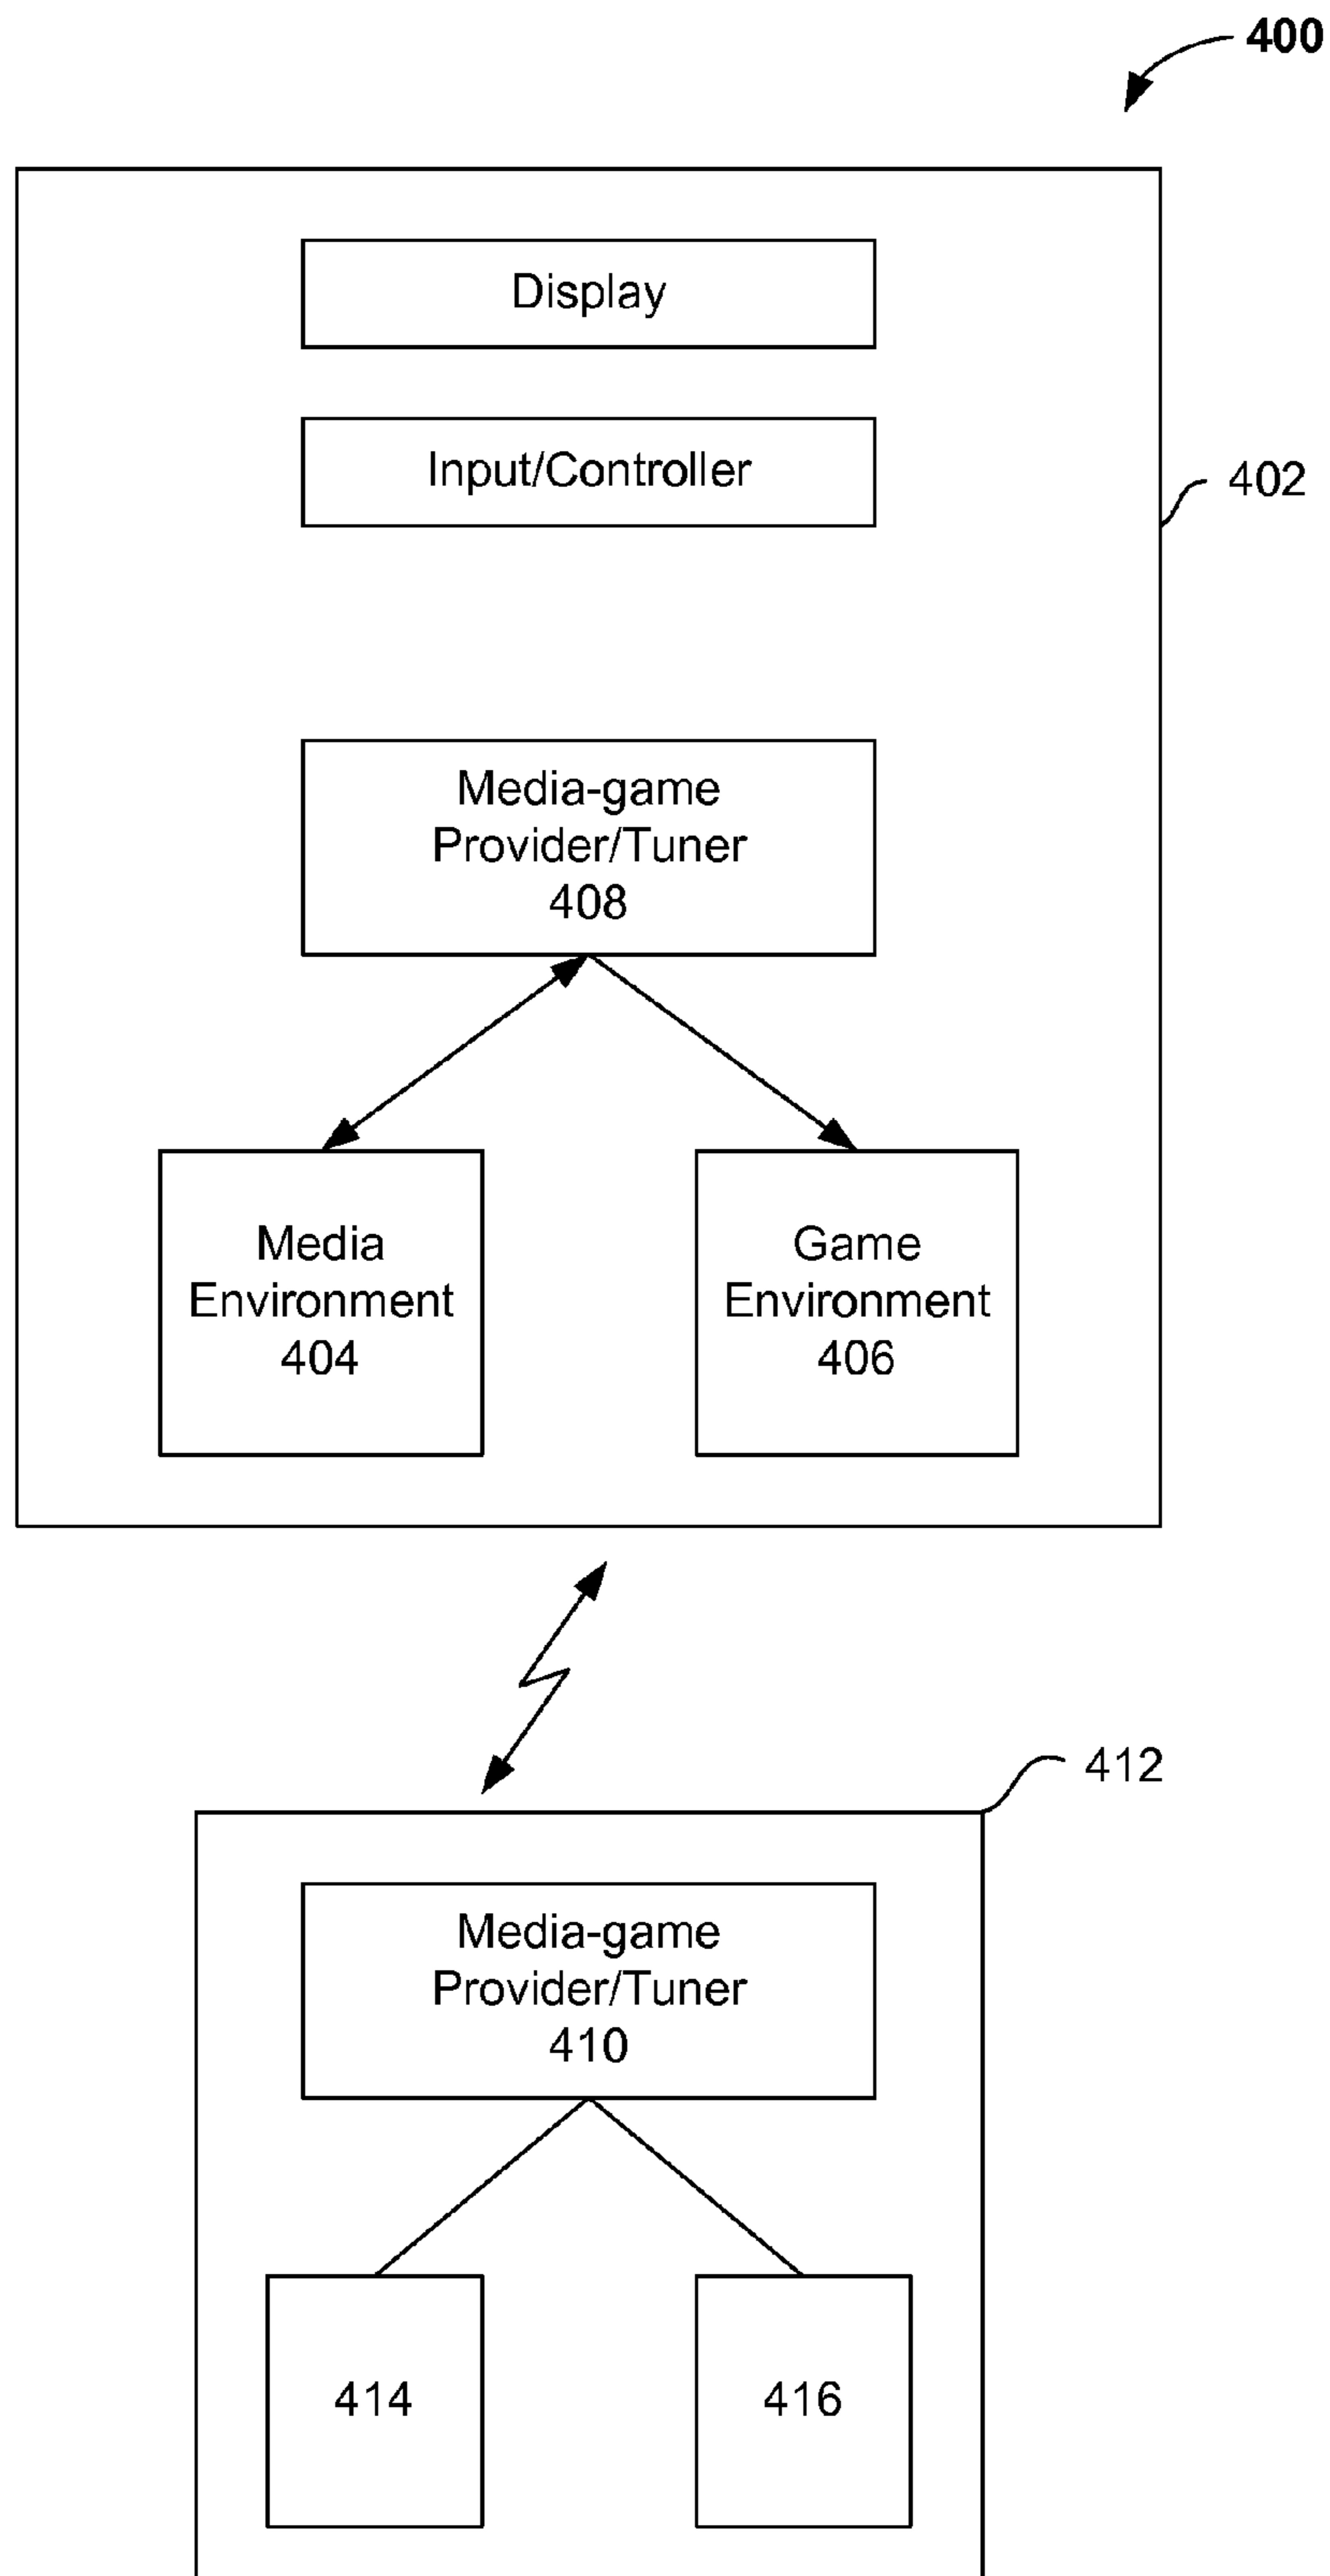 400
Display
Input/Controller
402
Media-game
Provider/Tuner
408
Media
Environment
404
Game
Environment
406
412
Media-game
Provider/Tuner
410
414
416